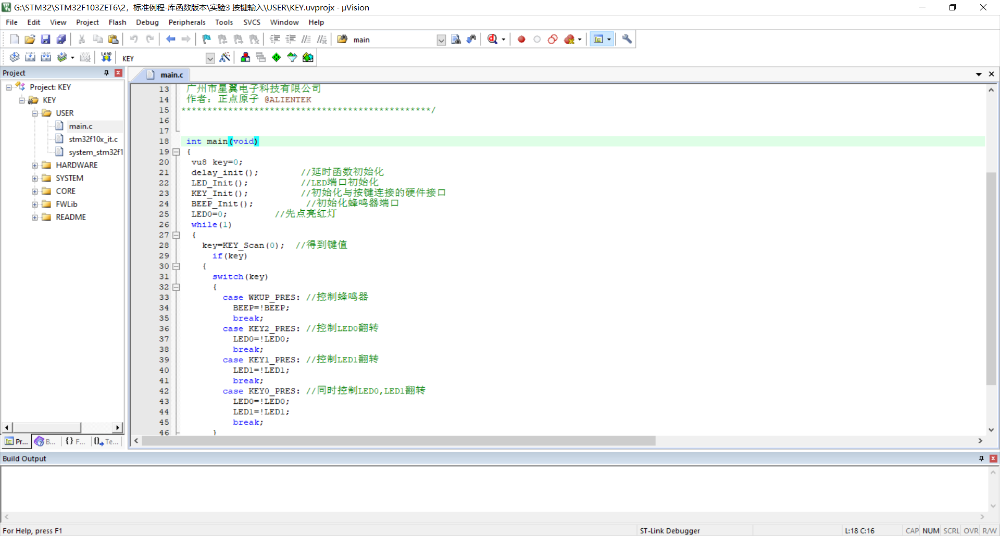 G:\STM32\STM32F103ZET6\2，标准例程-库函数版本\实验3 按键输入\USER\KEY.uvprojx - µVision
File Edit View Project Flash Debug Peripherals Tools SVCS Window Help
main
LOAD KEY
Project
main.c
Project: KEY
KEY
USER
main.c
stm32f10x_it.c
system_stm32f1
HARDWARE
SYSTEM
CORE
FWLib
README
Pr... B... {} F... Te...
13 广州市星翼电子科技有限公司
14 作者：正点原子 @ALIENTEK
15 ************************************************/
16
17
18 int main(void)
19 {
20 vu8 key=0;
21 delay_init(); //延时函数初始化
22 LED_Init(); //LED端口初始化
23 KEY_Init(); //初始化与按键连接的硬件接口
24 BEEP_Init(); //初始化蜂鸣器端口
25 LED0=0; //先点亮红灯
26 while(1)
27 {
28 key=KEY_Scan(0); //得到键值
29 if(key)
30 {
31 switch(key)
32 {
33 case WKUP_PRES: //控制蜂鸣器
34 BEEP=!BEEP;
35 break;
36 case KEY2_PRES: //控制LED0翻转
37 LED0=!LED0;
38 break;
39 case KEY1_PRES: //控制LED1翻转
40 LED1=!LED1;
41 break;
42 case KEY0_PRES: //同时控制LED0,LED1翻转
43 LED0=!LED0;
44 LED1=!LED1;
45 break;
46 }
Build Output
For Help, press F1 ST-Link Debugger L:18 C:16 CAP NUM SCRL OVR R/W